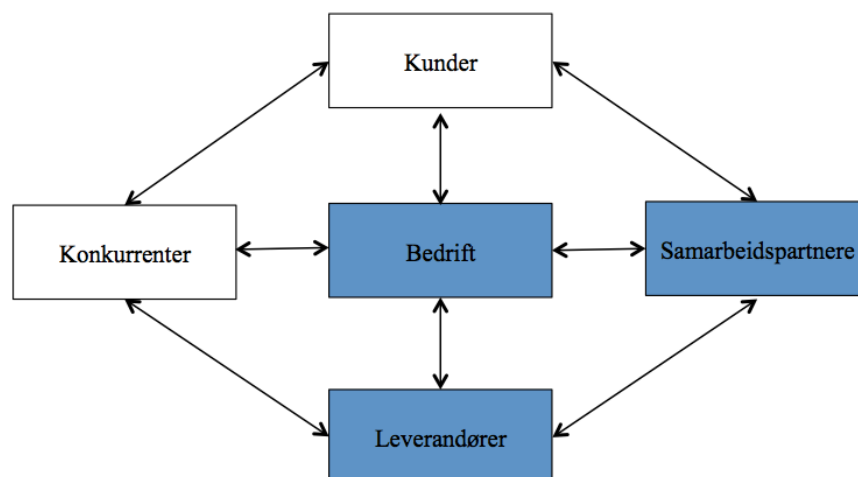 Kunder
Konkurrenter
Bedrift
Samarbeidspartnere
Leverandører